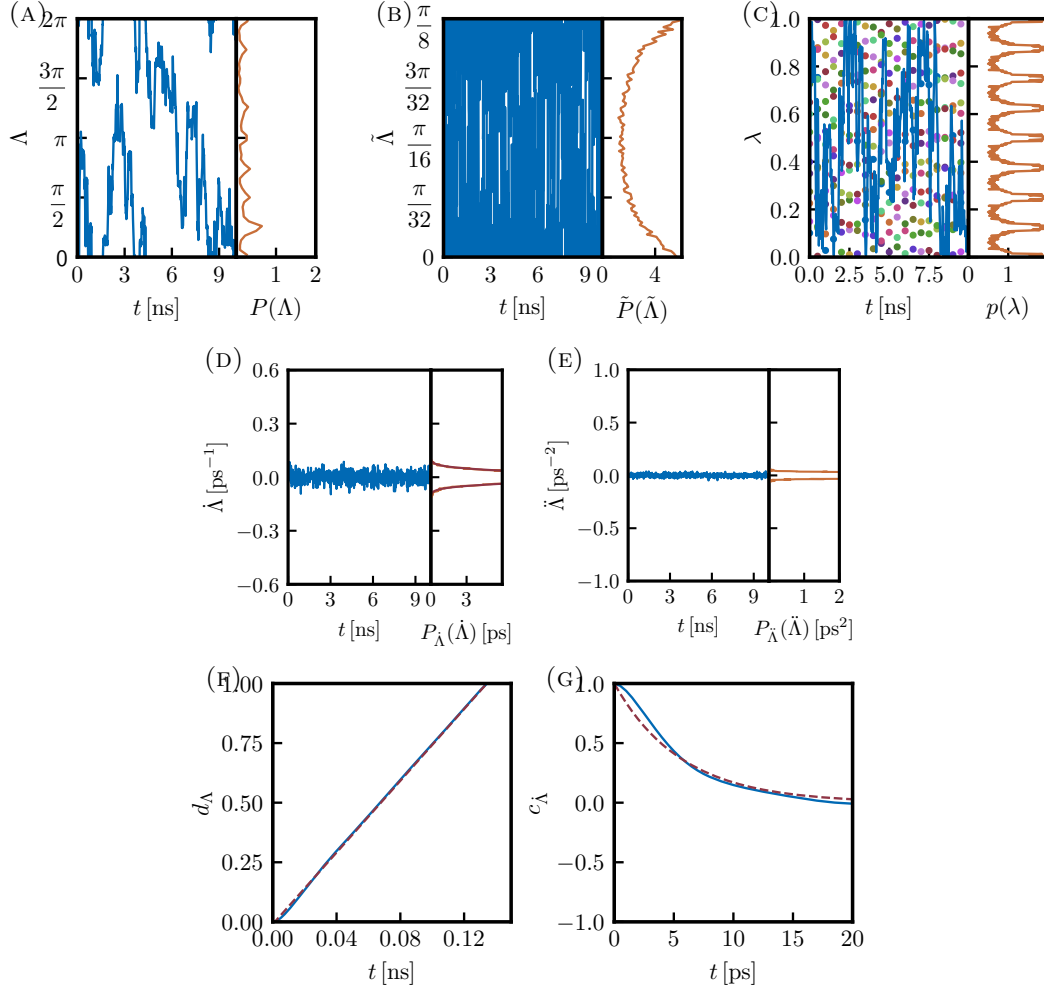 (A)
2π
3π/2
π
π/2
0
Λ
0 3 6 9
t [ns]
1 2
P(Λ)
(B)
π/8
3π/32
π/16
π/32
0
Λ̃
0 3 6 9
t [ns]
0 4
P̃(Λ̃)
(C)
1.0
0.8
0.6
0.4
0.2
0.0
λ
0.0 2.5 5.0 7.5
t [ns]
0 1
p(λ)
(D)
0.6
0.3
0.0
−0.3
−0.6
Λ̇ [ps⁻¹]
0 3 6 9
t [ns]
0 3
P_Λ̇(Λ̇) [ps]
(E)
1.0
0.5
0.0
−0.5
−1.0
Λ̈ [ps⁻²]
0 3 6 9
t [ns]
1 2
P_Λ̈(Λ̈) [ps²]
(F)
1.00
0.75
0.50
0.25
0.00
d_Λ
0.00 0.04 0.08 0.12
t [ns]
(G)
1.0
0.5
0.0
−0.5
−1.0
c_Λ̇
0 5 10 15 20
t [ps]